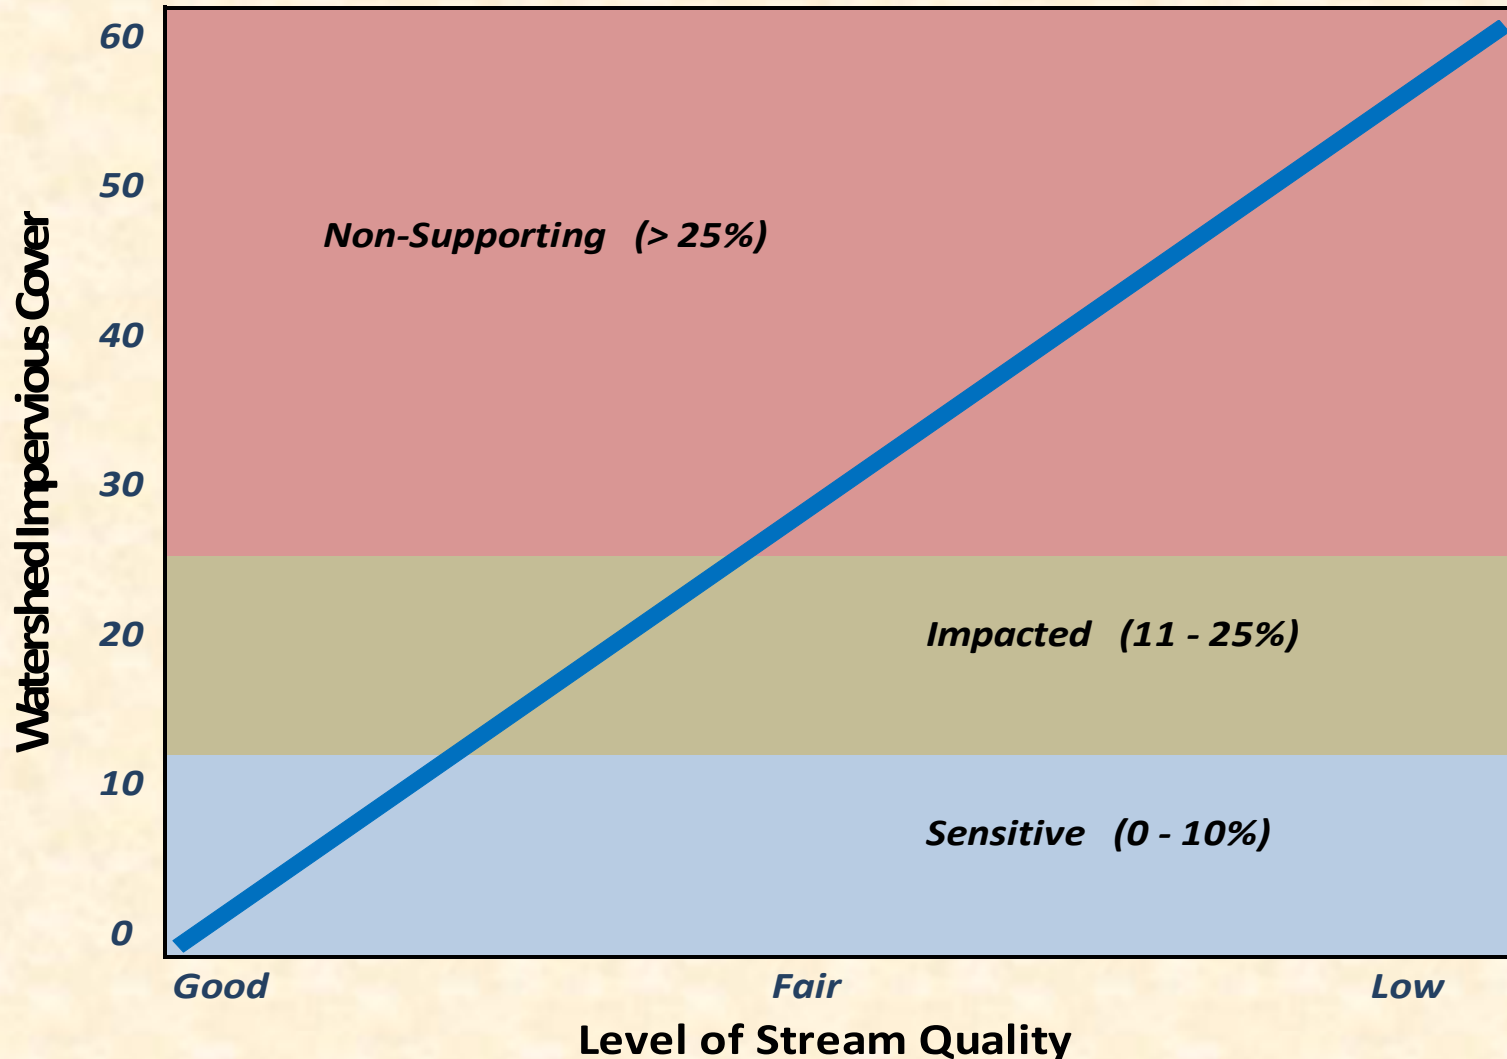 60
50
Non-Supporting (> 25%)
40
30
20
Impacted (11 - 25%)
10
Sensitive (0 - 10%)
0
Watershed Impervious Cover
Good Fair Low
Level of Stream Quality